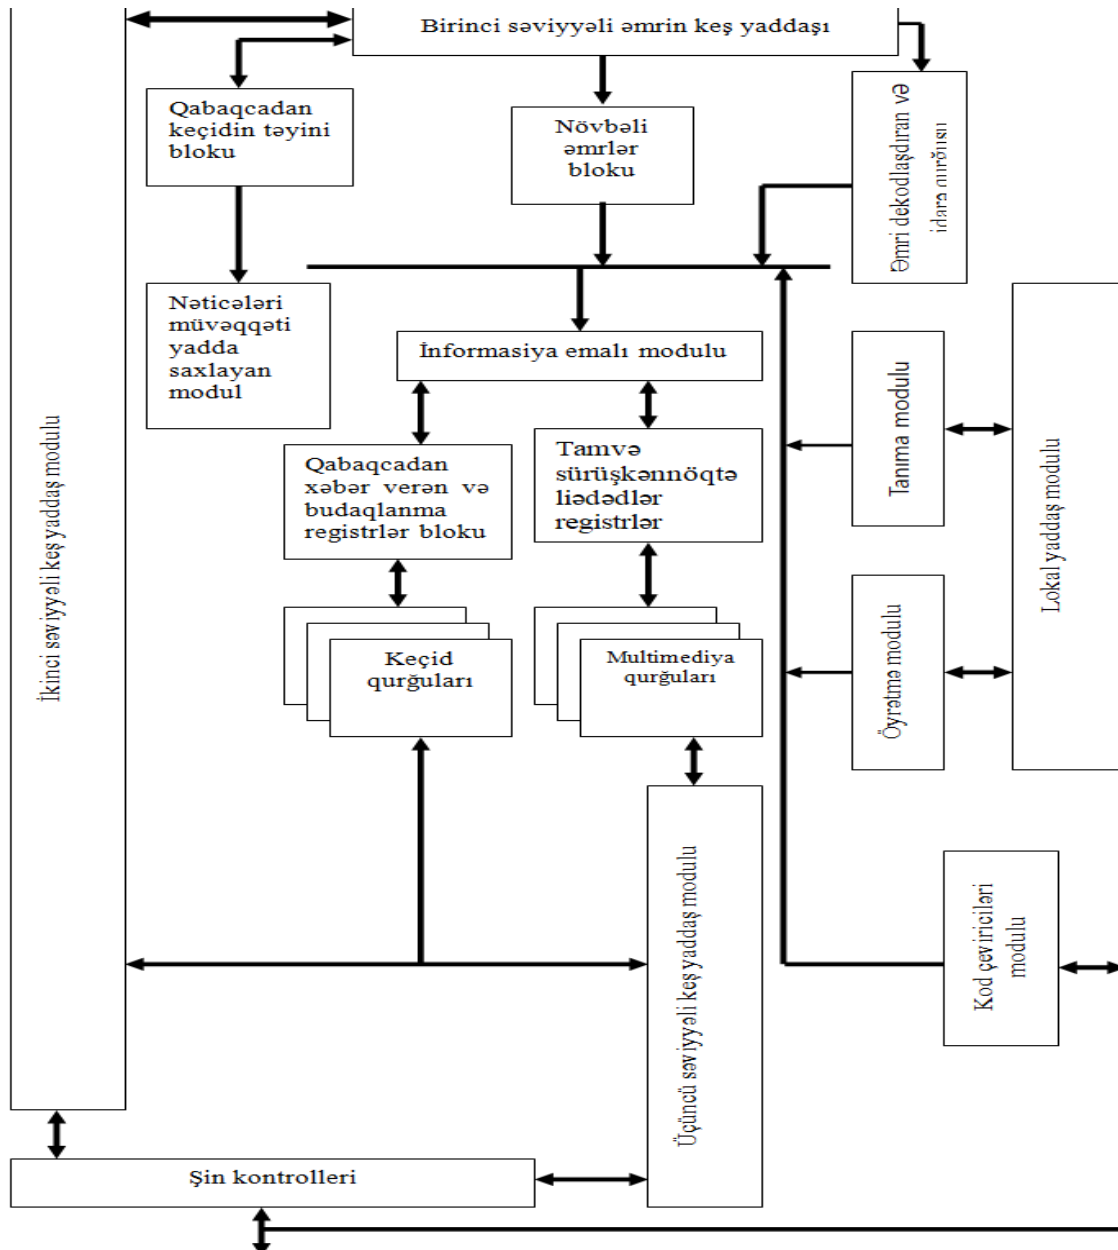 Birinci səviyyəli əmrin keş yaddaşı
Qabaqcadan
keçidin təyini
bloku
Növbəli
əmrlər
bloku
Əmri dekodlaşdıran və
idarə qurğusu
Nəticələri
müvəqqəti
yadda
saxlayan
modul
İnformasiya emalı modulu
Qabaqcadan
xəbər verən və
budaqlanma
registrlər bloku
Tamvə
sürüşkənnöqtə
liədədlər
registrlər
Tanıma modulu
Lokal yaddaş modulu
İkinci səviyyəli keş yaddaş modulu
Keçid
qurğuları
Multimediya
qurğuları
Öyrətmə modulu
Üçüncü səviyyəli keş yaddaş modulu
Kod çeviriciləri
modulu
Şin kontrolleri